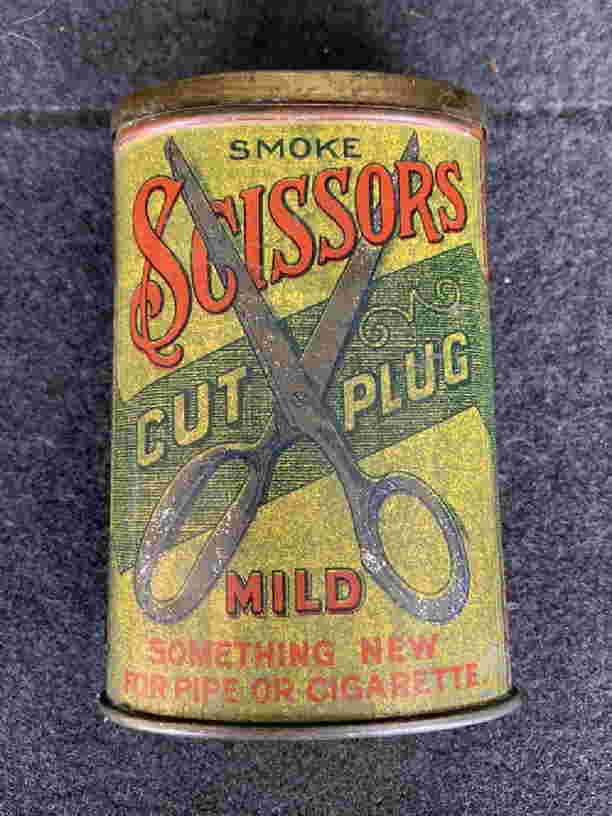 SMOKE
SCISSORS
CUT PLUG
MILD
SOMETHING NEW
FOR PIPE OR CIGARETTE.